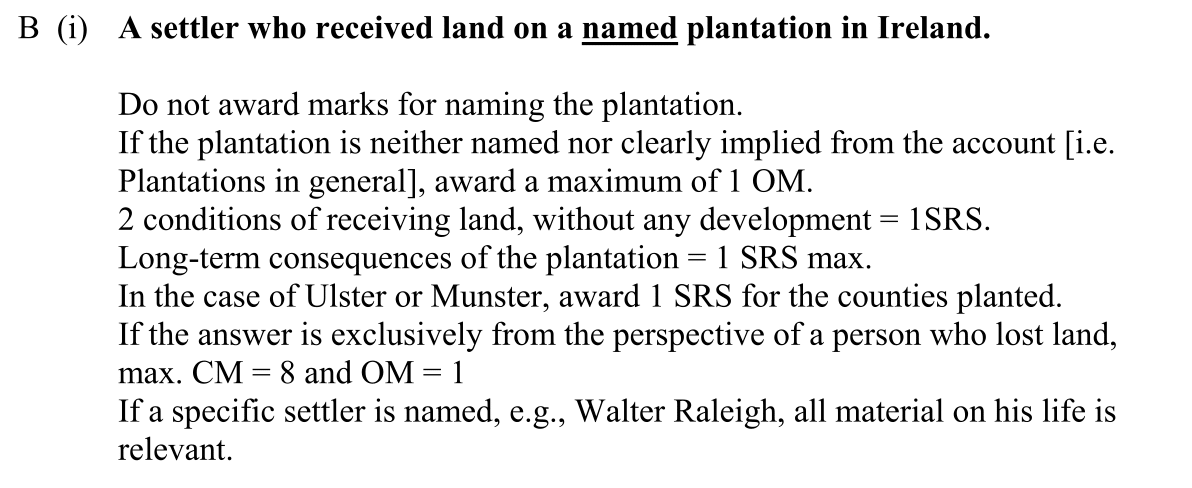 B (i) A settler who received land on a named plantation in Ireland.
Do not award marks for naming the plantation.
If the plantation is neither named nor clearly implied from the account [i.e.
Plantations in general], award a maximum of 1 OM.
2 conditions of receiving land, without any development = 1SRS.
Long-term consequences of the plantation = 1 SRS max.
In the case of Ulster or Munster, award 1 SRS for the counties planted.
If the answer is exclusively from the perspective of a person who lost land,
max. CM = 8 and OM = 1
If a specific settler is named, e.g., Walter Raleigh, all material on his life is
relevant.